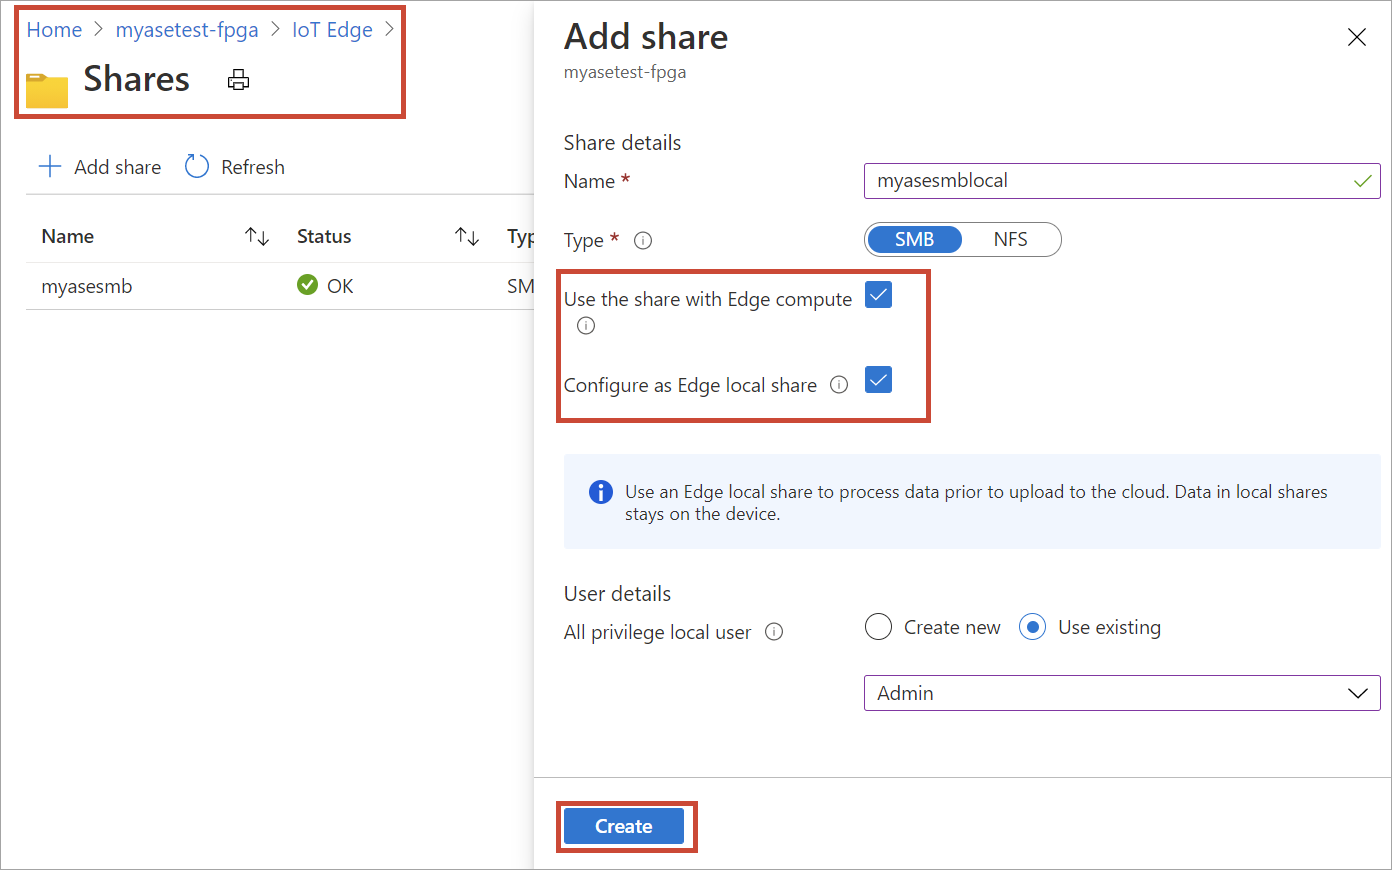 Home > myasetest-fpga > IoT Edge >
Shares
Add share
Refresh
Name
Status
Typ
myasesmb
OK
SM
Add share
myasetest-fpga
Share details
Name *
myasesmblocal
Type *
SMB
NFS
Use the share with Edge compute
Configure as Edge local share
Use an Edge local share to process data prior to upload to the cloud. Data in local shares
stays on the device.
User details
All privilege local user
Create new
Use existing
Admin
Create